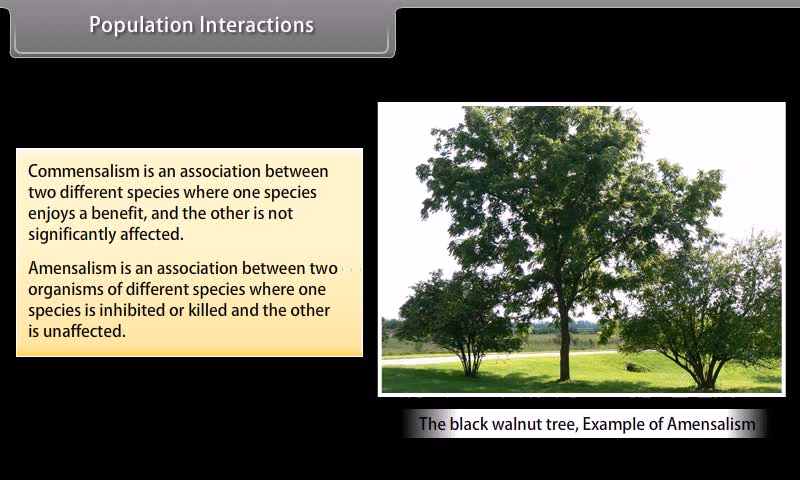 Population Interactions
Commensalism is an association between
two different species where one species
enjoys a benefit, and the other is not
significantly affected.
Amensalism is an association between two
organisms of different species where one
species is inhibited or killed and the other
is unaffected.
The black walnut tree, Example of Amensalism